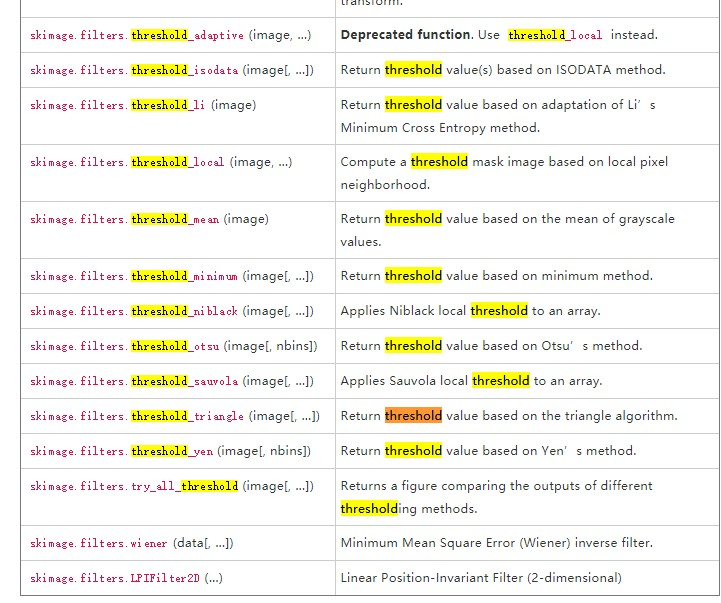 transform.
skimage.filters.threshold_adaptive (image, ...)
Deprecated function. Use threshold_local instead.
skimage.filters.threshold_isodata (image[, ...])
Return threshold value(s) based on ISODATA method.
skimage.filters.threshold_li (image)
Return threshold value based on adaptation of Li’s
Minimum Cross Entropy method.
skimage.filters.threshold_local (image, ...)
Compute a threshold mask image based on local pixel
neighborhood.
skimage.filters.threshold_mean (image)
Return threshold value based on the mean of grayscale
values.
skimage.filters.threshold_minimum (image[, ...])
Return threshold value based on minimum method.
skimage.filters.threshold_niblack (image[, ...])
Applies Niblack local threshold to an array.
skimage.filters.threshold_otsu (image[, nbins])
Return threshold value based on Otsu’s method.
skimage.filters.threshold_sauvola (image[, ...])
Applies Sauvola local threshold to an array.
skimage.filters.threshold_triangle (image[, ...])
Return threshold value based on the triangle algorithm.
skimage.filters.threshold_yen (image[, nbins])
Return threshold value based on Yen’s method.
skimage.filters.try_all_threshold (image[, ...])
Returns a figure comparing the outputs of different
thresholding methods.
skimage.filters.wiener (data[, ...])
Minimum Mean Square Error (Wiener) inverse filter.
skimage.filters.LPIFilter2D (...)
Linear Position-Invariant Filter (2-dimensional)